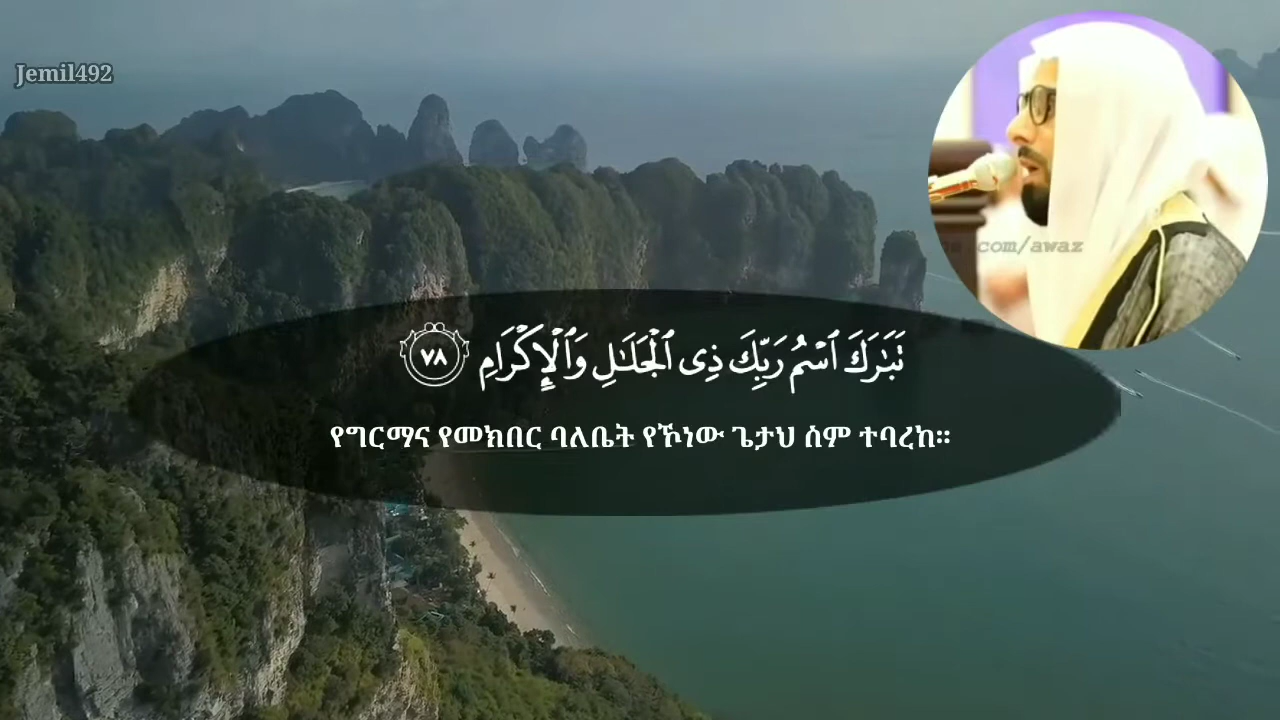 Jemil492
com/awaz
تَبَٰرَكَ ٱسْمُ رَبِّكَ ذِى ٱلْجَلَٰلِ وَٱلْإِكْرَامِ ٧٨
የግርማና የመክበር ባለቤት የኾነው ጌታህ ስም ተባረከ።